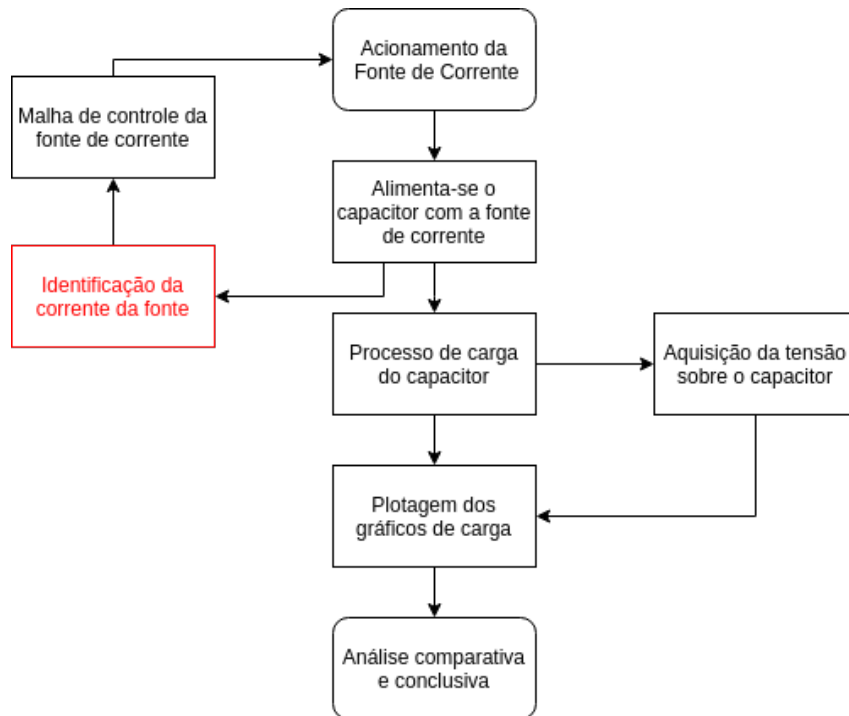 Acionamento da
Fonte de Corrente
Malha de controle da
fonte de corrente
Alimenta-se o
capacitor com a fonte
de corrente
Identificação da
corrente da fonte
Processo de carga
do capacitor
Aquisição da tensão
sobre o capacitor
Plotagem dos
gráficos de carga
Análise comparativa
e conclusiva